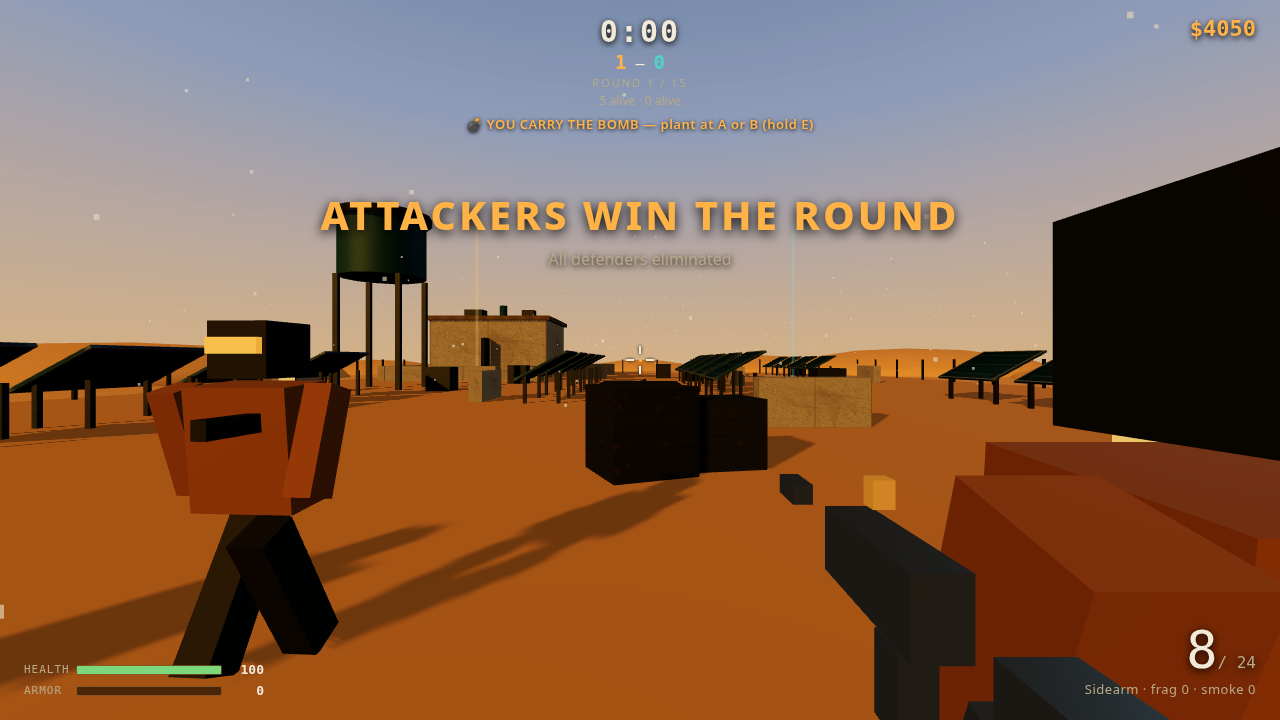 0:00
$4050
1 – 0
ROUND 1 / 15
5 alive · 0 alive
💣 YOU CARRY THE BOMB — plant at A or B (hold E)
ATTACKERS WIN THE ROUND
All defenders eliminated
HEALTH 100
ARMOR 0
8 / 24
Sidearm · frag 0 · smoke 0